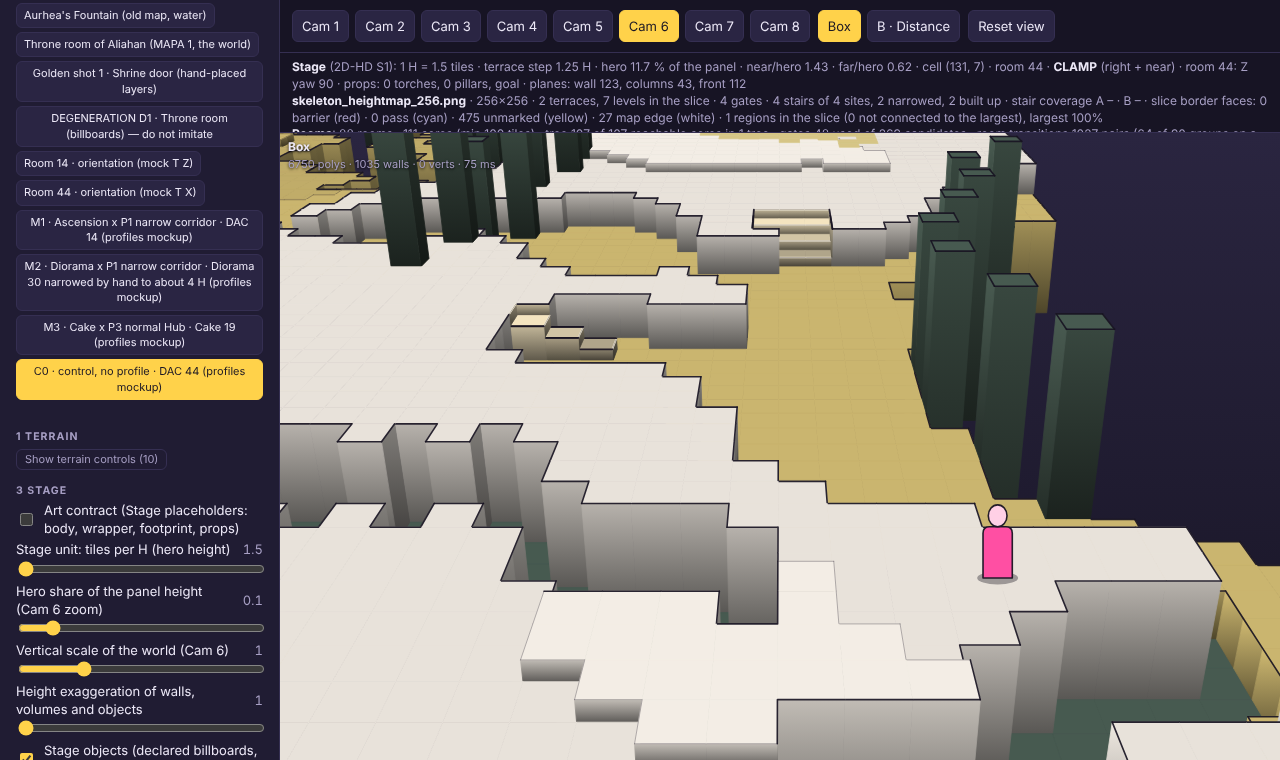 Aurhea's Fountain (old map, water)
Throne room of Aliahan (MAPA 1, the world)
Golden shot 1 · Shrine door (hand-placed
layers)
DEGENERATION D1 · Throne room
(billboards) — do not imitate
Room 14 · orientation (mock T Z)
Room 44 · orientation (mock T X)
M1 · Ascension x P1 narrow corridor · DAC
14 (profiles mockup)
M2 · Diorama x P1 narrow corridor · Diorama
30 narrowed by hand to about 4 H (profiles
mockup)
M3 · Cake x P3 normal Hub · Cake 19
(profiles mockup)
C0 · control, no profile · DAC 44 (profiles
mockup)
1 TERRAIN
Show terrain controls (10)
3 STAGE
Art contract (Stage placeholders:
body, wrapper, footprint, props)
Stage unit: tiles per H (hero height) 1.5
Hero share of the panel height
(Cam 6 zoom) 0.1
Vertical scale of the world (Cam 6) 1
Height exaggeration of walls,
volumes and objects 1
Stage objects (declared billboards,
Cam 1 Cam 2 Cam 3 Cam 4 Cam 5 Cam 6 Cam 7 Cam 8 Box B · Distance Reset view
Stage (2D-HD S1): 1 H = 1.5 tiles · terrace step 1.25 H · hero 11.7 % of the panel · near/hero 1.43 · far/hero 0.62 · cell (131, 7) · room 44 · CLAMP (right + near) · room 44: Z
yaw 90 · props: 0 torches, 0 pillars, goal · planes: wall 123, columns 43, front 112
skeleton_heightmap_256.png · 256×256 · 2 terraces, 7 levels in the slice · 4 gates · 4 stairs of 4 sites, 2 narrowed, 2 built up · stair coverage A – · B – · slice border faces: 0
barrier (red) · 0 pass (cyan) · 475 unmarked (yellow) · 27 map edge (white) · 1 regions in the slice (0 not connected to the largest), largest 100%
Box
6750 polys · 1035 walls · 0 verts · 75 ms